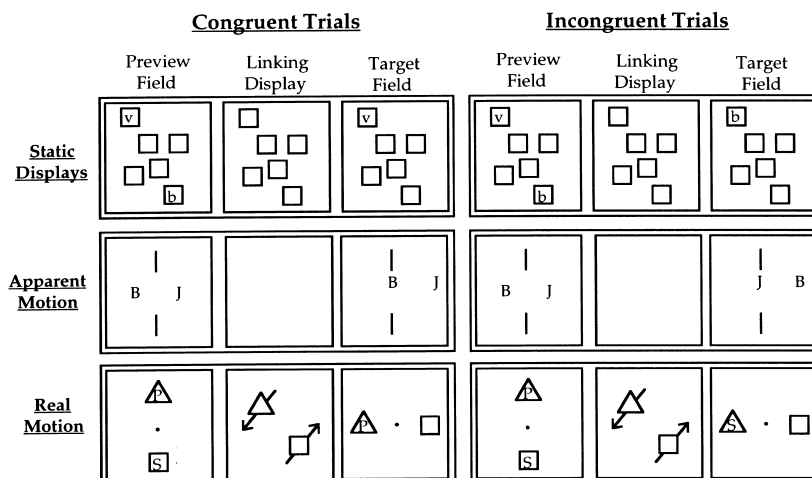 Congruent Trials
Incongruent Trials
Preview Field
Linking Display
Target Field
Preview Field
Linking Display
Target Field
Static Displays
v
b
v
v
b
b
Apparent Motion
B J
B J
B J
J B
Real Motion
P
S
P
P
S
S